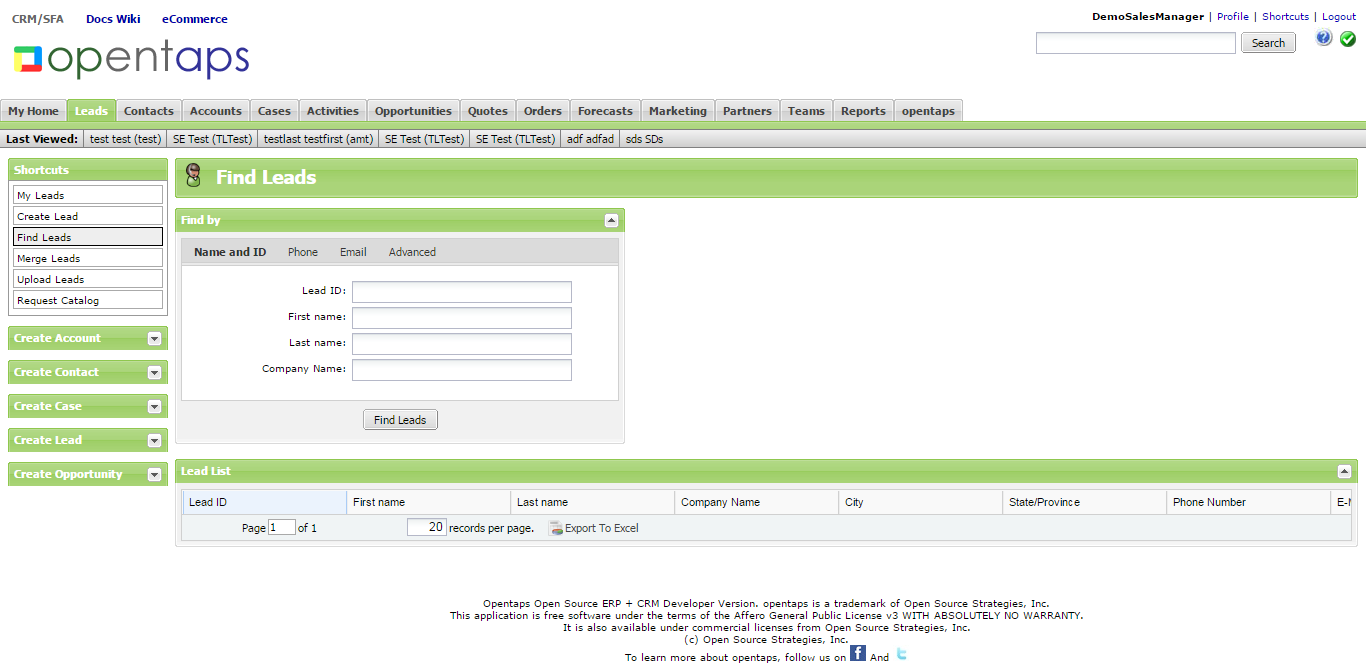 CRM/SFA Docs Wiki eCommerce
DemoSalesManager | Profile | Shortcuts | Logout
opentaps
Search
My Home Leads Contacts Accounts Cases Activities Opportunities Quotes Orders Forecasts Marketing Partners Teams Reports opentaps
Last Viewed: test test (test) SE Test (TLTest) testlast testfirst (amt) SE Test (TLTest) SE Test (TLTest) adf adfad sds SDs
Shortcuts
My Leads
Create Lead
Find Leads
Merge Leads
Upload Leads
Request Catalog
Create Account
Create Contact
Create Case
Create Lead
Create Opportunity
Find Leads
Find by
Name and ID Phone Email Advanced
Lead ID:
First name:
Last name:
Company Name:
Find Leads
Lead List
Lead ID First name Last name Company Name City State/Province Phone Number
Page 1 of 1 20 records per page. Export To Excel
Opentaps Open Source ERP + CRM Developer Version. opentaps is a trademark of Open Source Strategies, Inc.
This application is free software under the terms of the Affero General Public License v3 WITH ABSOLUTELY NO WARRANTY.
It is also available under commercial licenses from Open Source Strategies, Inc.
(c) Open Source Strategies, Inc.
To learn more about opentaps, follow us on f And t